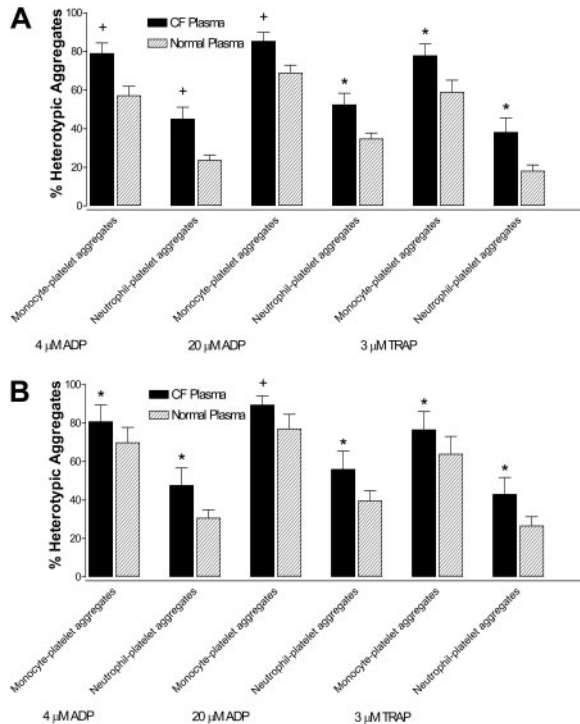 A
CF Plasma
Normal Plasma
% Heterotypic Aggregates
100
80
60
40
20
0
+
+
+
*
*
*
Monocyte-platelet aggregates
Neutrophil-platelet aggregates
Monocyte-platelet aggregates
Neutrophil-platelet aggregates
Monocyte-platelet aggregates
Neutrophil-platelet aggregates
4 µM ADP
20 µM ADP
3 µM TRAP
B
CF Plasma
Normal Plasma
% Heterotypic Aggregates
100
80
60
40
20
0
*
*
+
*
*
*
Monocyte-platelet aggregates
Neutrophil-platelet aggregates
Monocyte-platelet aggregates
Neutrophil-platelet aggregates
Monocyte-platelet aggregates
Neutrophil-platelet aggregates
4 µM ADP
20 µM ADP
3 µM TRAP